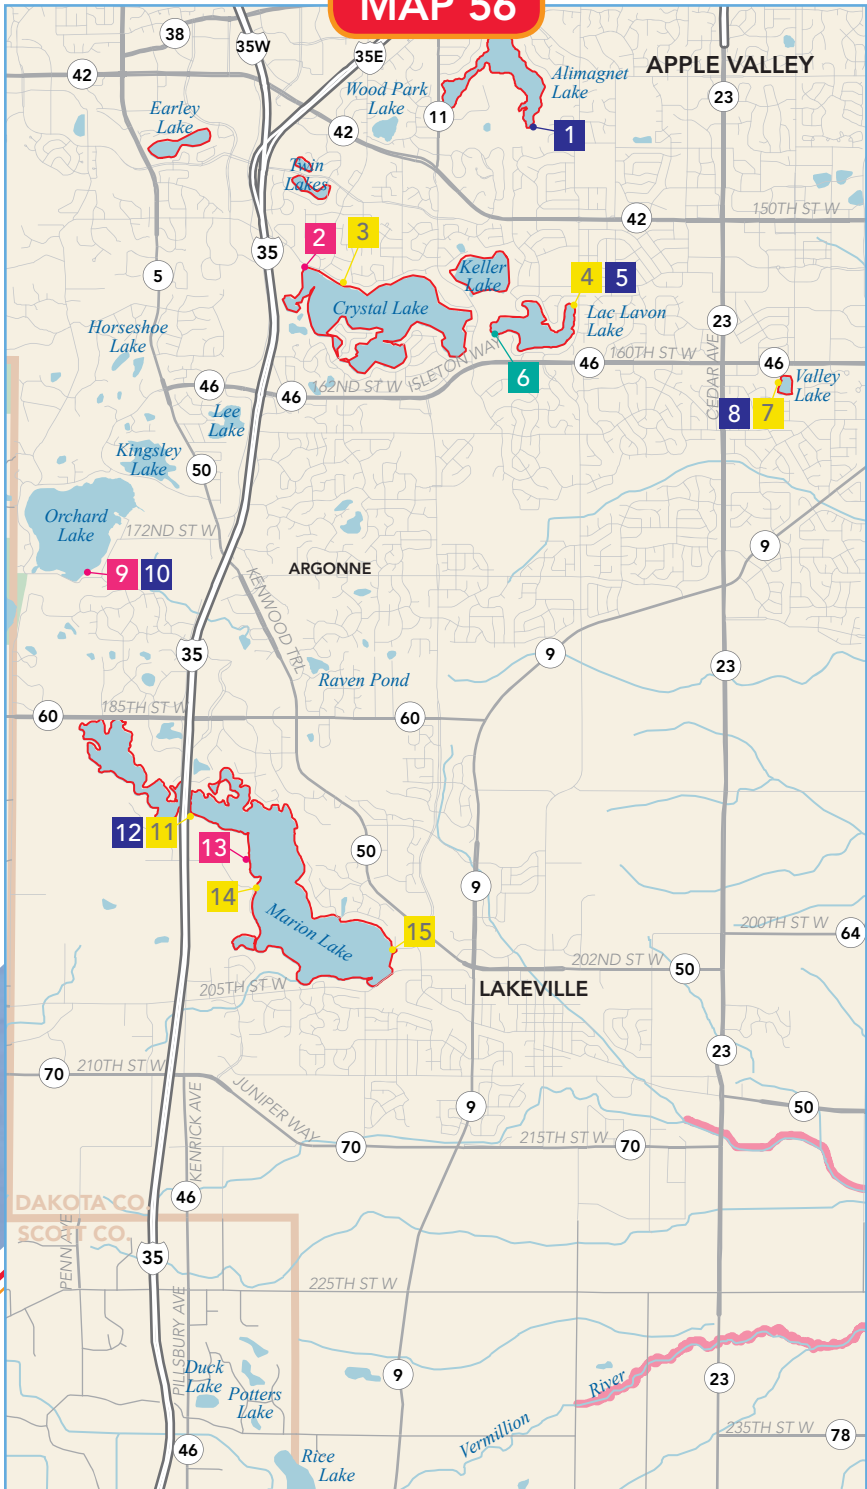 MAP 56
38
35W
35E
42
APPLE VALLEY
Alimagnet
Lake
Wood Park
Lake
23
Earley
Lake
11
42
1
Twin
Lakes
150TH ST W
42
2
3
35
5
Keller
Lake
4
5
Crystal Lake
Lac Lavon
Lake
23
Horseshoe
Lake
ISLETON WAY
160TH ST W
46
46
6
CEDAR AVE
162ND ST W
46
46
Valley
Lake
8
7
Lee
Lake
Kingsley
Lake
50
Orchard
Lake
172ND ST W
9
ARGONNE
9
10
KENWOOD TRL
35
9
23
Raven Pond
185TH ST W
60
60
12
11
13
50
9
14
Marion Lake
15
200TH ST W
64
202ND ST W
50
205TH ST W
LAKEVILLE
23
210TH ST W
70
JUNIPER WAY
KENRICK AVE
9
50
215TH ST W
70
70
46
DAKOTA CO.
SCOTT CO.
PENN AVE
35
225TH ST W
PILLSBURY AVE
Duck
Lake
Potters
Lake
9
River
23
Vermillion
235TH ST W
78
46
Rice
Lake